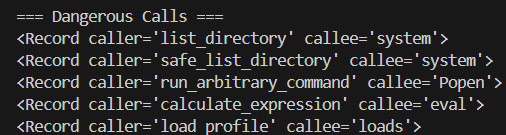 === Dangerous Calls ===
<Record caller='list_directory' callee='system'>
<Record caller='safe_list_directory' callee='system'>
<Record caller='run_arbitrary_command' callee='Popen'>
<Record caller='calculate_expression' callee='eval'>
<Record caller='load_profile' callee='loads'>